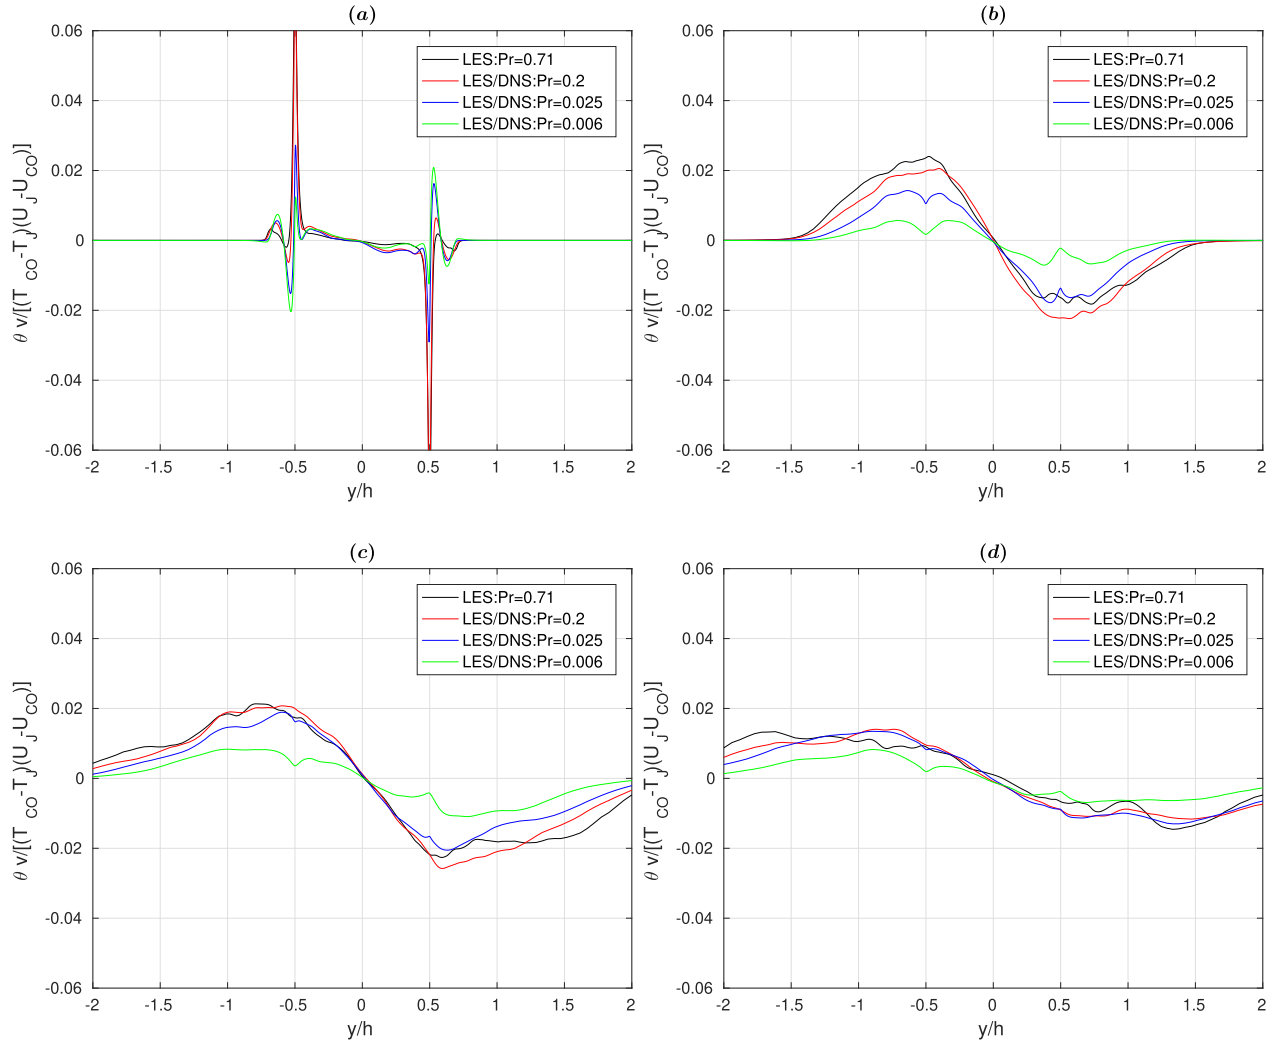 (a)
0.06
0.04
0.02
0
-0.02
-0.04
-0.06
θ v/[(T CO-T J)(U J-U CO)]
LES:Pr=0.71
LES/DNS:Pr=0.2
LES/DNS:Pr=0.025
LES/DNS:Pr=0.006
-2 -1.5 -1 -0.5 0 0.5 1 1.5 2
y/h
(b)
0.06
0.04
0.02
0
-0.02
-0.04
-0.06
θ v/[(T CO-T J)(U J-U CO)]
LES:Pr=0.71
LES/DNS:Pr=0.2
LES/DNS:Pr=0.025
LES/DNS:Pr=0.006
-2 -1.5 -1 -0.5 0 0.5 1 1.5 2
y/h
(c)
0.06
0.04
0.02
0
-0.02
-0.04
-0.06
θ v/[(T CO-T J)(U J-U CO)]
LES:Pr=0.71
LES/DNS:Pr=0.2
LES/DNS:Pr=0.025
LES/DNS:Pr=0.006
-2 -1.5 -1 -0.5 0 0.5 1 1.5 2
y/h
(d)
0.06
0.04
0.02
0
-0.02
-0.04
-0.06
θ v/[(T CO-T J)(U J-U CO)]
LES:Pr=0.71
LES/DNS:Pr=0.2
LES/DNS:Pr=0.025
LES/DNS:Pr=0.006
-2 -1.5 -1 -0.5 0 0.5 1 1.5 2
y/h